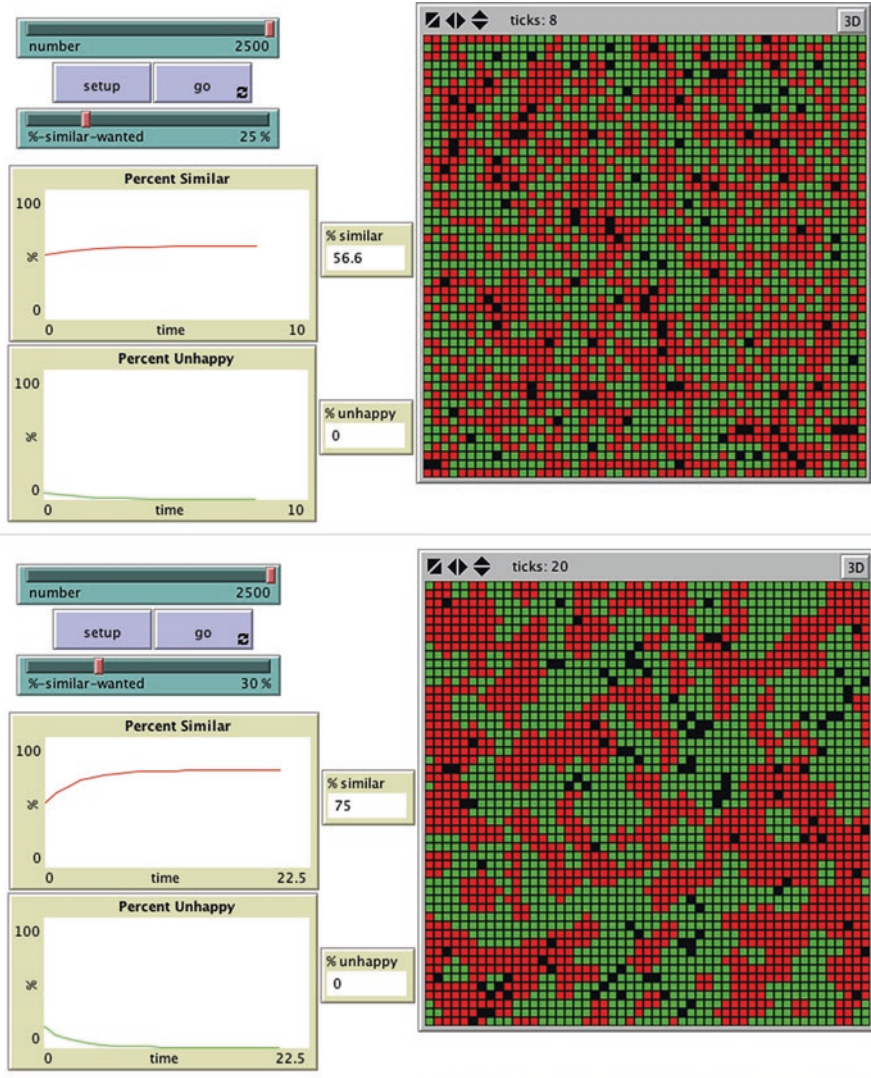 number 2500
setup go
%-similar-wanted 25 %
ticks: 8 3D
Percent Similar
100
%
0
0 time 10
% similar
56.6
Percent Unhappy
100
%
0
0 time 10
% unhappy
0
number 2500
setup go
%-similar-wanted 30 %
ticks: 20 3D
Percent Similar
100
%
0
0 time 22.5
% similar
75
Percent Unhappy
100
%
0
0 time 22.5
% unhappy
0